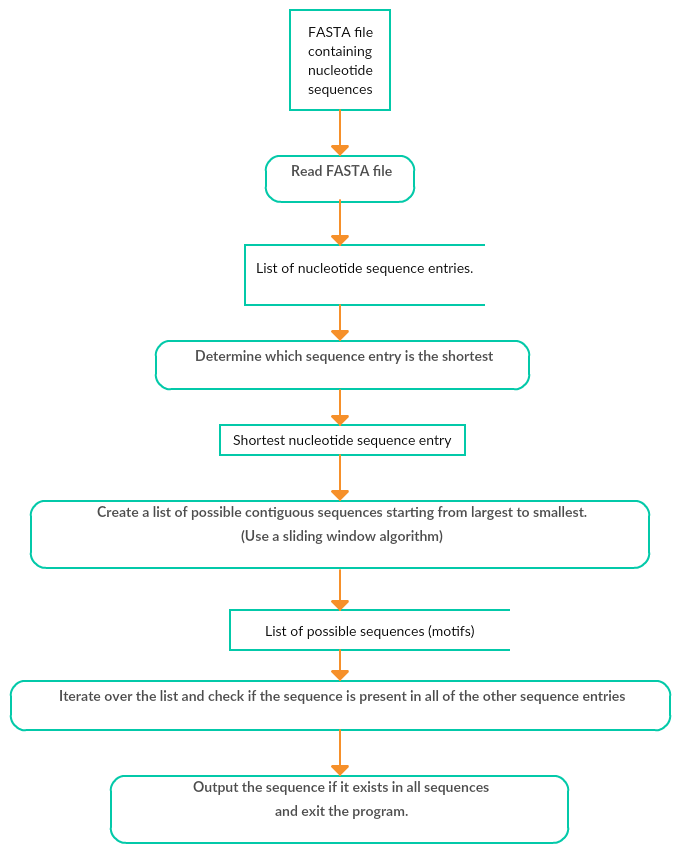 FASTA file
containing
nucleotide
sequences
Read FASTA file
List of nucleotide sequence entries.
Determine which sequence entry is the shortest
Shortest nucleotide sequence entry
Create a list of possible contiguous sequences starting from largest to smallest.
(Use a sliding window algorithm)
List of possible sequences (motifs)
Iterate over the list and check if the sequence is present in all of the other sequence entries
Output the sequence if it exists in all sequences
and exit the program.